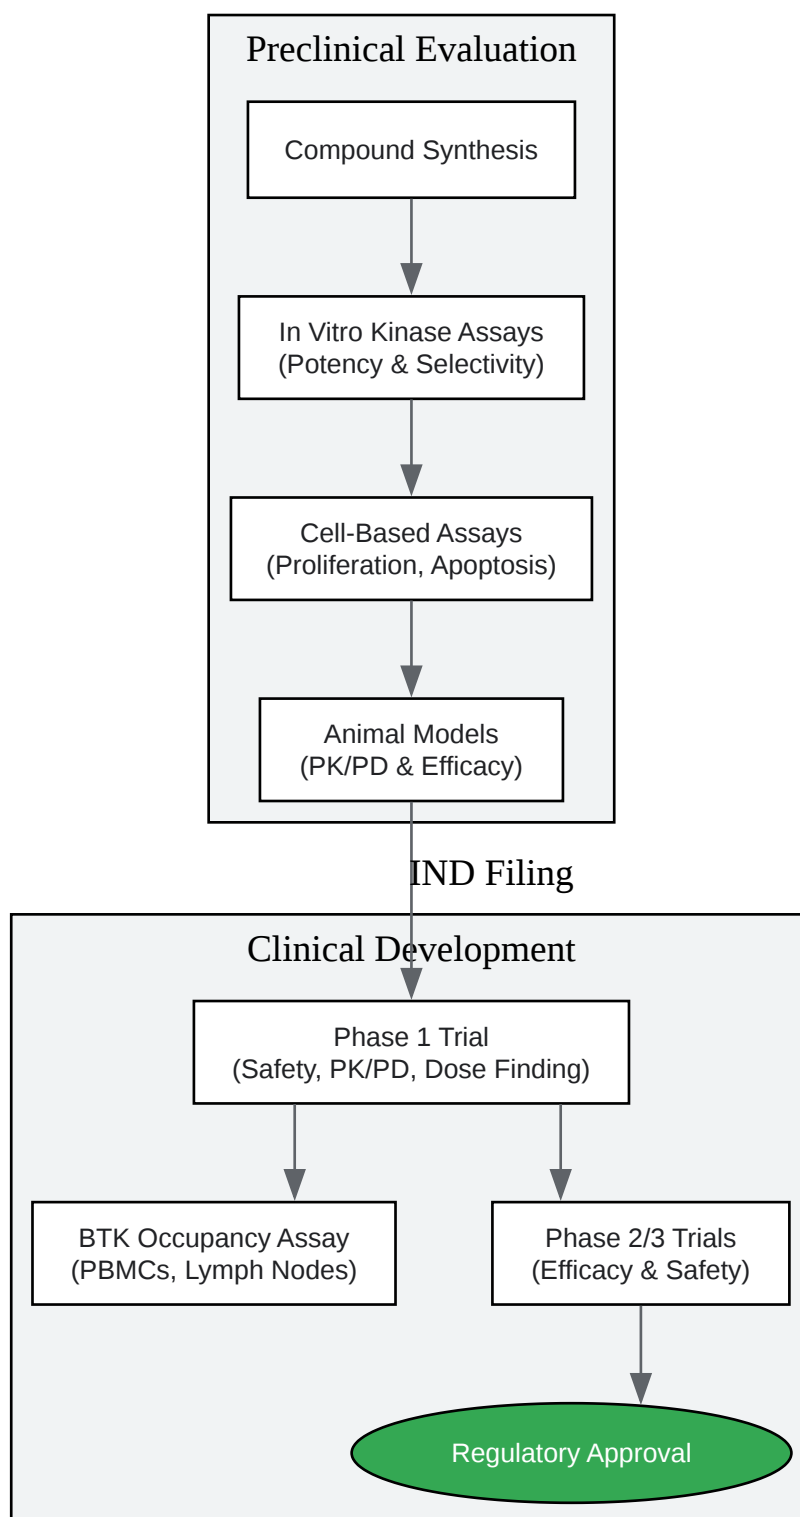 Preclinical Evaluation
Compound Synthesis
In Vitro Kinase Assays
(Potency & Selectivity)
Cell-Based Assays
(Proliferation, Apoptosis)
Animal Models
(PK/PD & Efficacy)
IND Filing
Clinical Development
Phase 1 Trial
(Safety, PK/PD, Dose Finding)
BTK Occupancy Assay
(PBMCs, Lymph Nodes)
Phase 2/3 Trials
(Efficacy & Safety)
Regulatory Approval